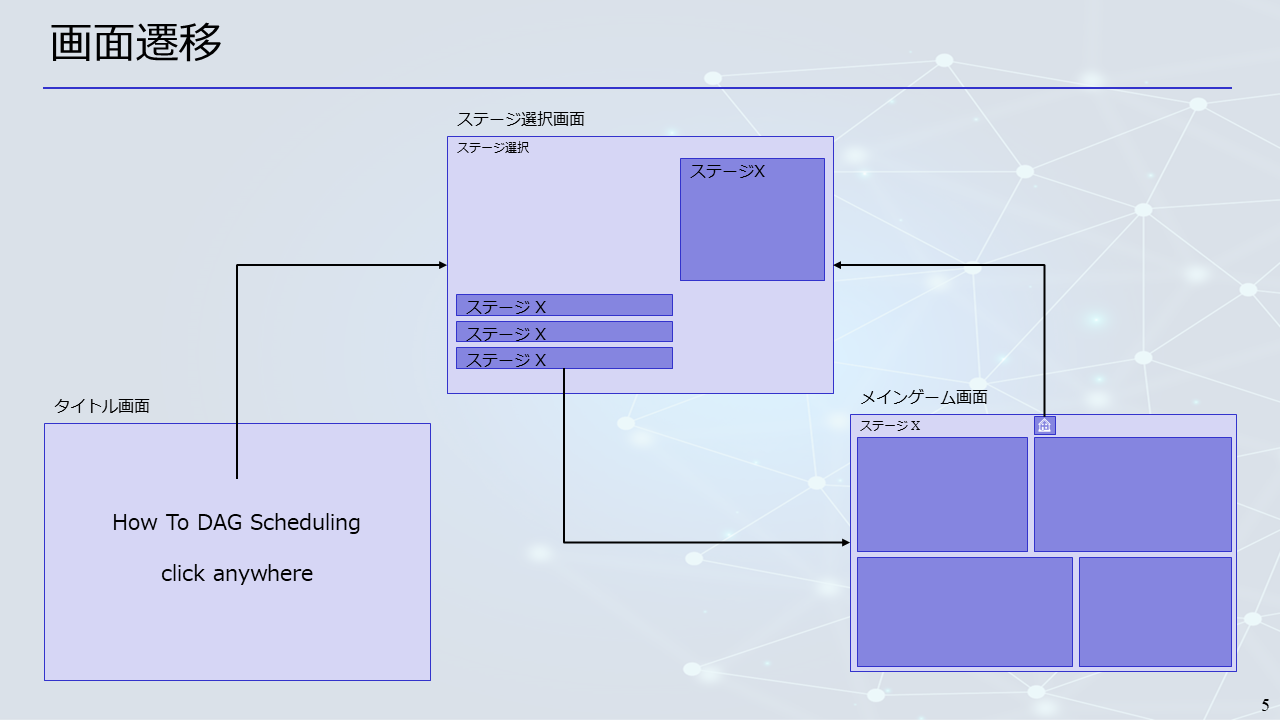 画面遷移
ステージ選択画面
ステージ選択
ステージX
ステージ X
ステージ X
ステージ X
タイトル画面
How To DAG Scheduling
click anywhere
メインゲーム画面
ステージ X
5